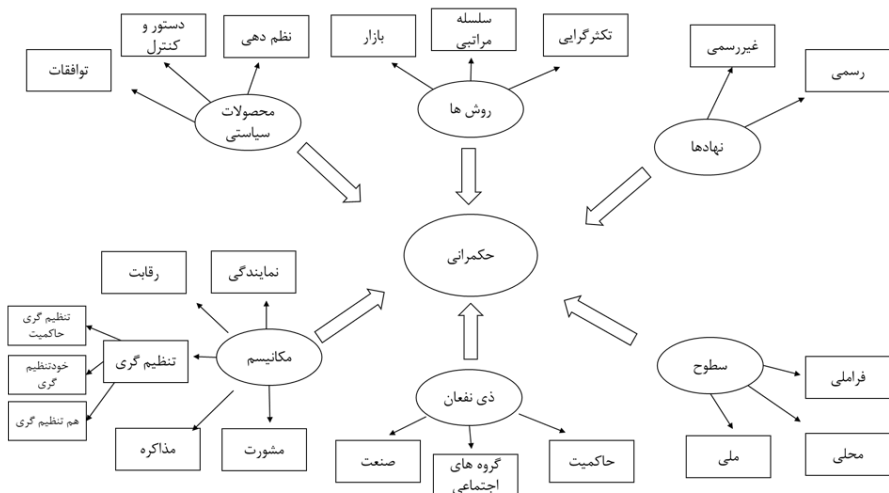 غیررسمی
رسمی
نهادها
تکثرگرایی
سلسله
مراتبی
بازار
روش ها
نظم دهی
دستور و
کنترل
توافقات
محصولات
سیاستی
حکمرانی
سطوح
فراملی
محلی
ملی
ذی نفعان
حاکمیت
گروه های
اجتماعی
صنعت
مکانیسم
نمایندگی
رقابت
تنظیم گری
تنظیم گری
حاکمیت
خودتنظیم
گری
هم تنظیم گری
مذاکره
مشورت